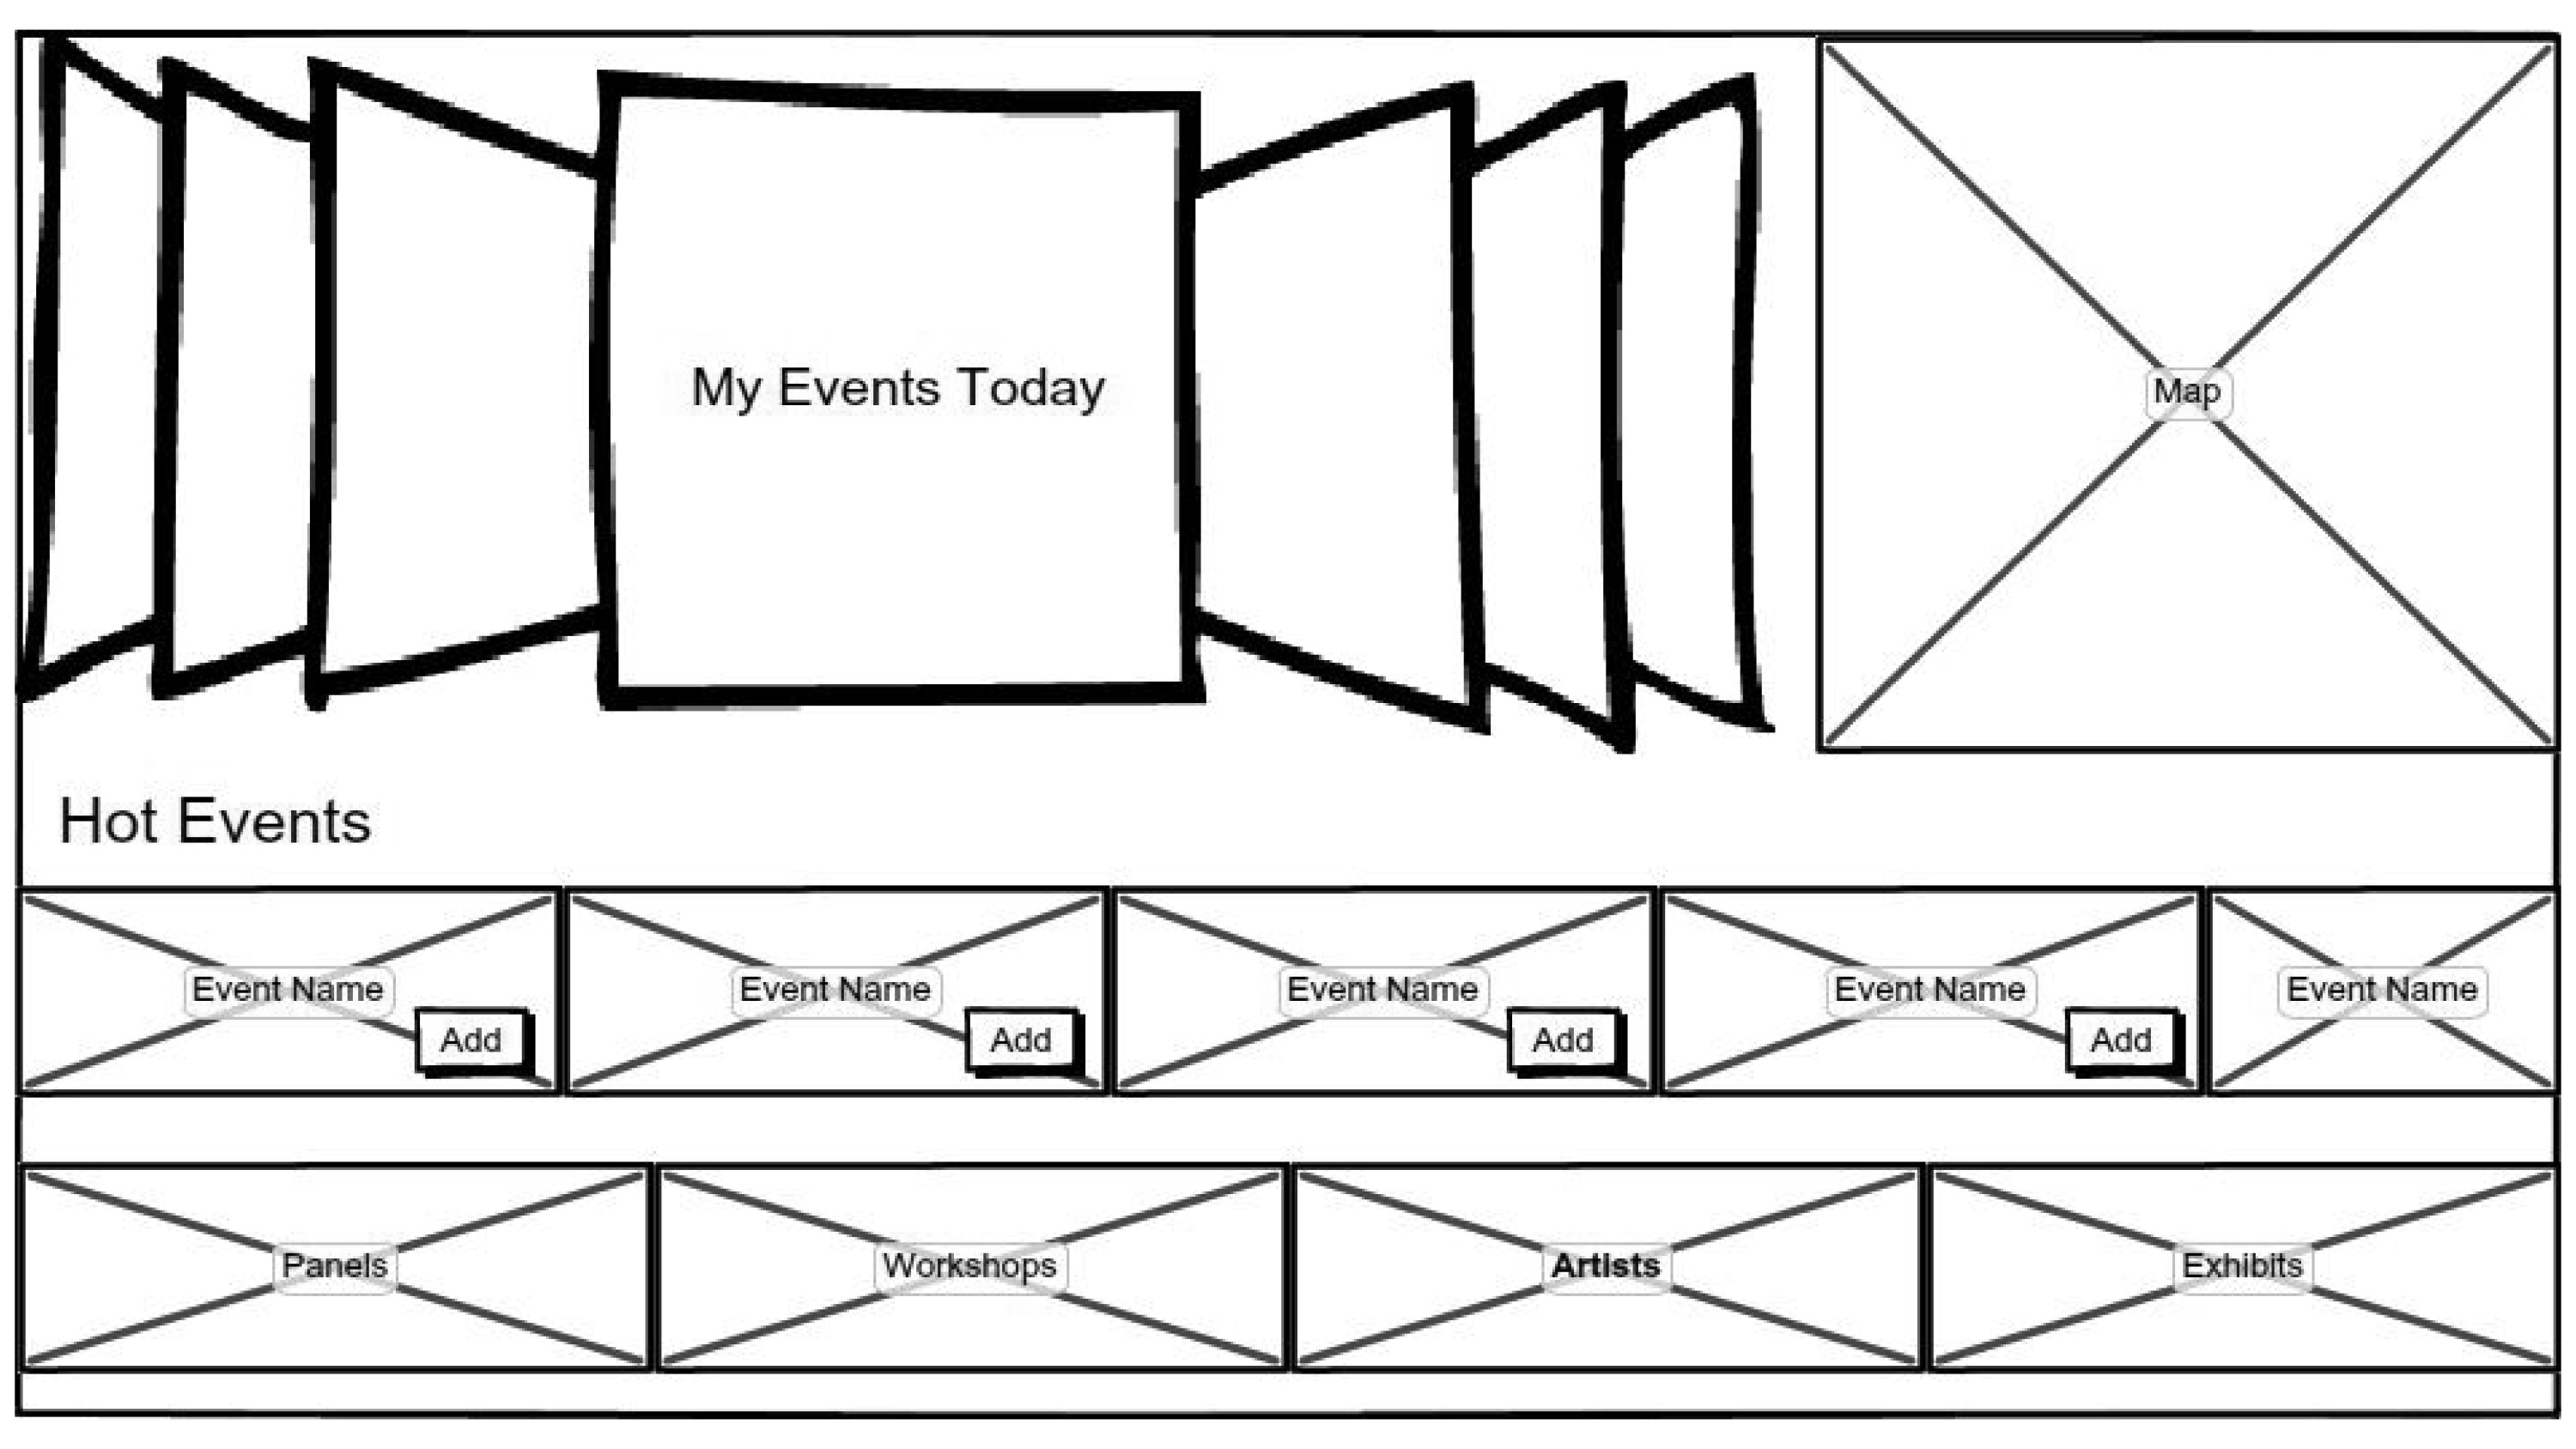 My Events Today
Map
Hot Events
Event Name
Add
Event Name
Add
Event Name
Add
Event Name
Add
Event Name
Panels
Workshops
Artists
Exhibits